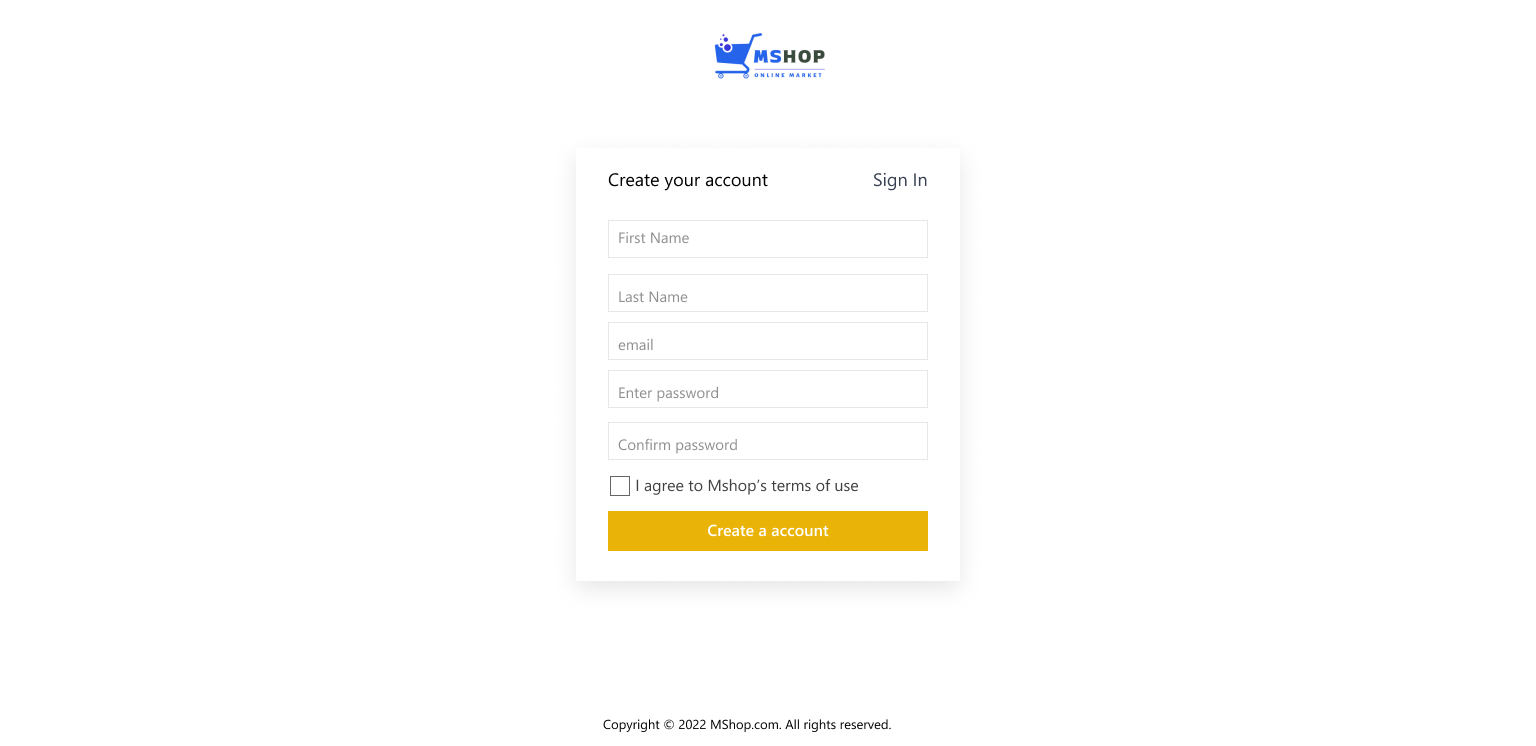 MSHOP
ONLINE MARKET
Create your account Sign In
First Name
Last Name
email
Enter password
Confirm password
I agree to Mshop’s terms of use
Create a account
Copyright © 2022 MShop.com. All rights reserved.